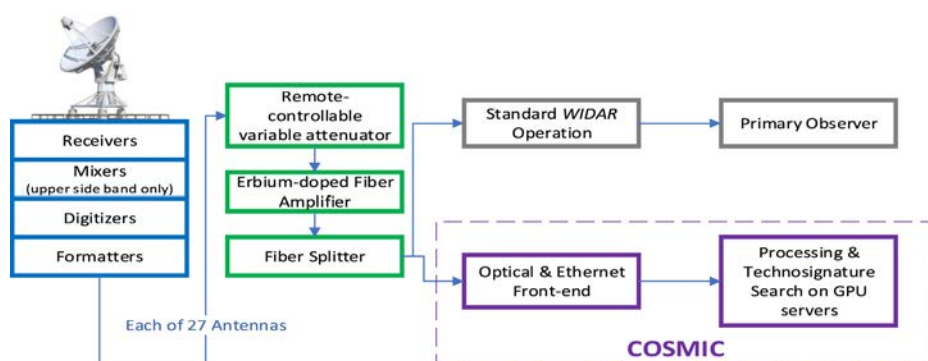 Receivers
Mixers
(upper side band only)
Digitizers
Formatters
Each of 27 Antennas
Remote-
controllable
variable attenuator
Erbium-doped Fiber
Amplifier
Fiber Splitter
Standard WIDAR
Operation
Primary Observer
Optical & Ethernet
Front-end
Processing &
Technosignature
Search on GPU
servers
COSMIC